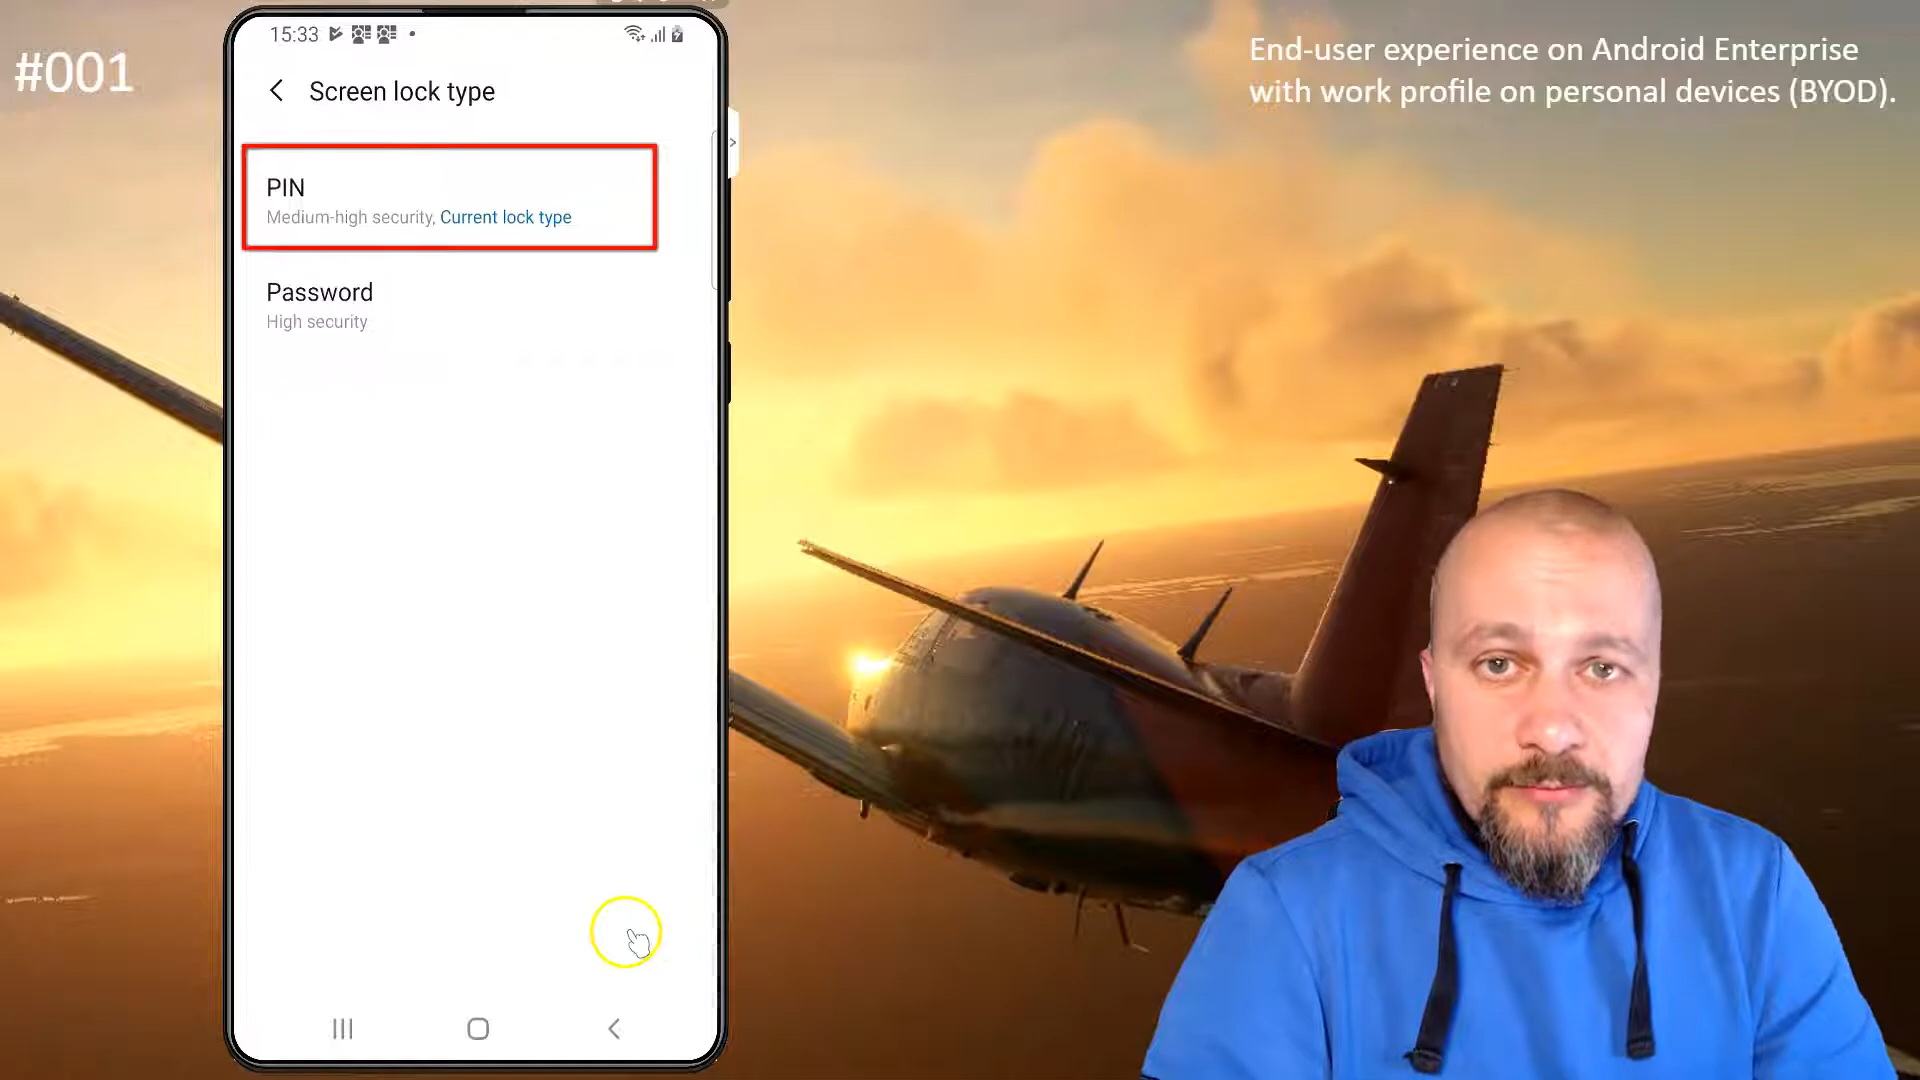 #001
End-user experience on Android Enterprise
with work profile on personal devices (BYOD).
15:33
Screen lock type
PIN
Medium-high security, Current lock type
Password
High security